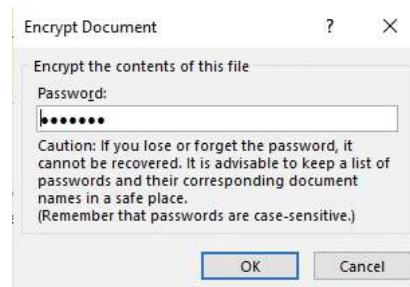 Encrypt Document ? ×
Encrypt the contents of this file
Password:
•••••••
Caution: If you lose or forget the password, it
cannot be recovered. It is advisable to keep a list of
passwords and their corresponding document
names in a safe place.
(Remember that passwords are case-sensitive.)
OK Cancel